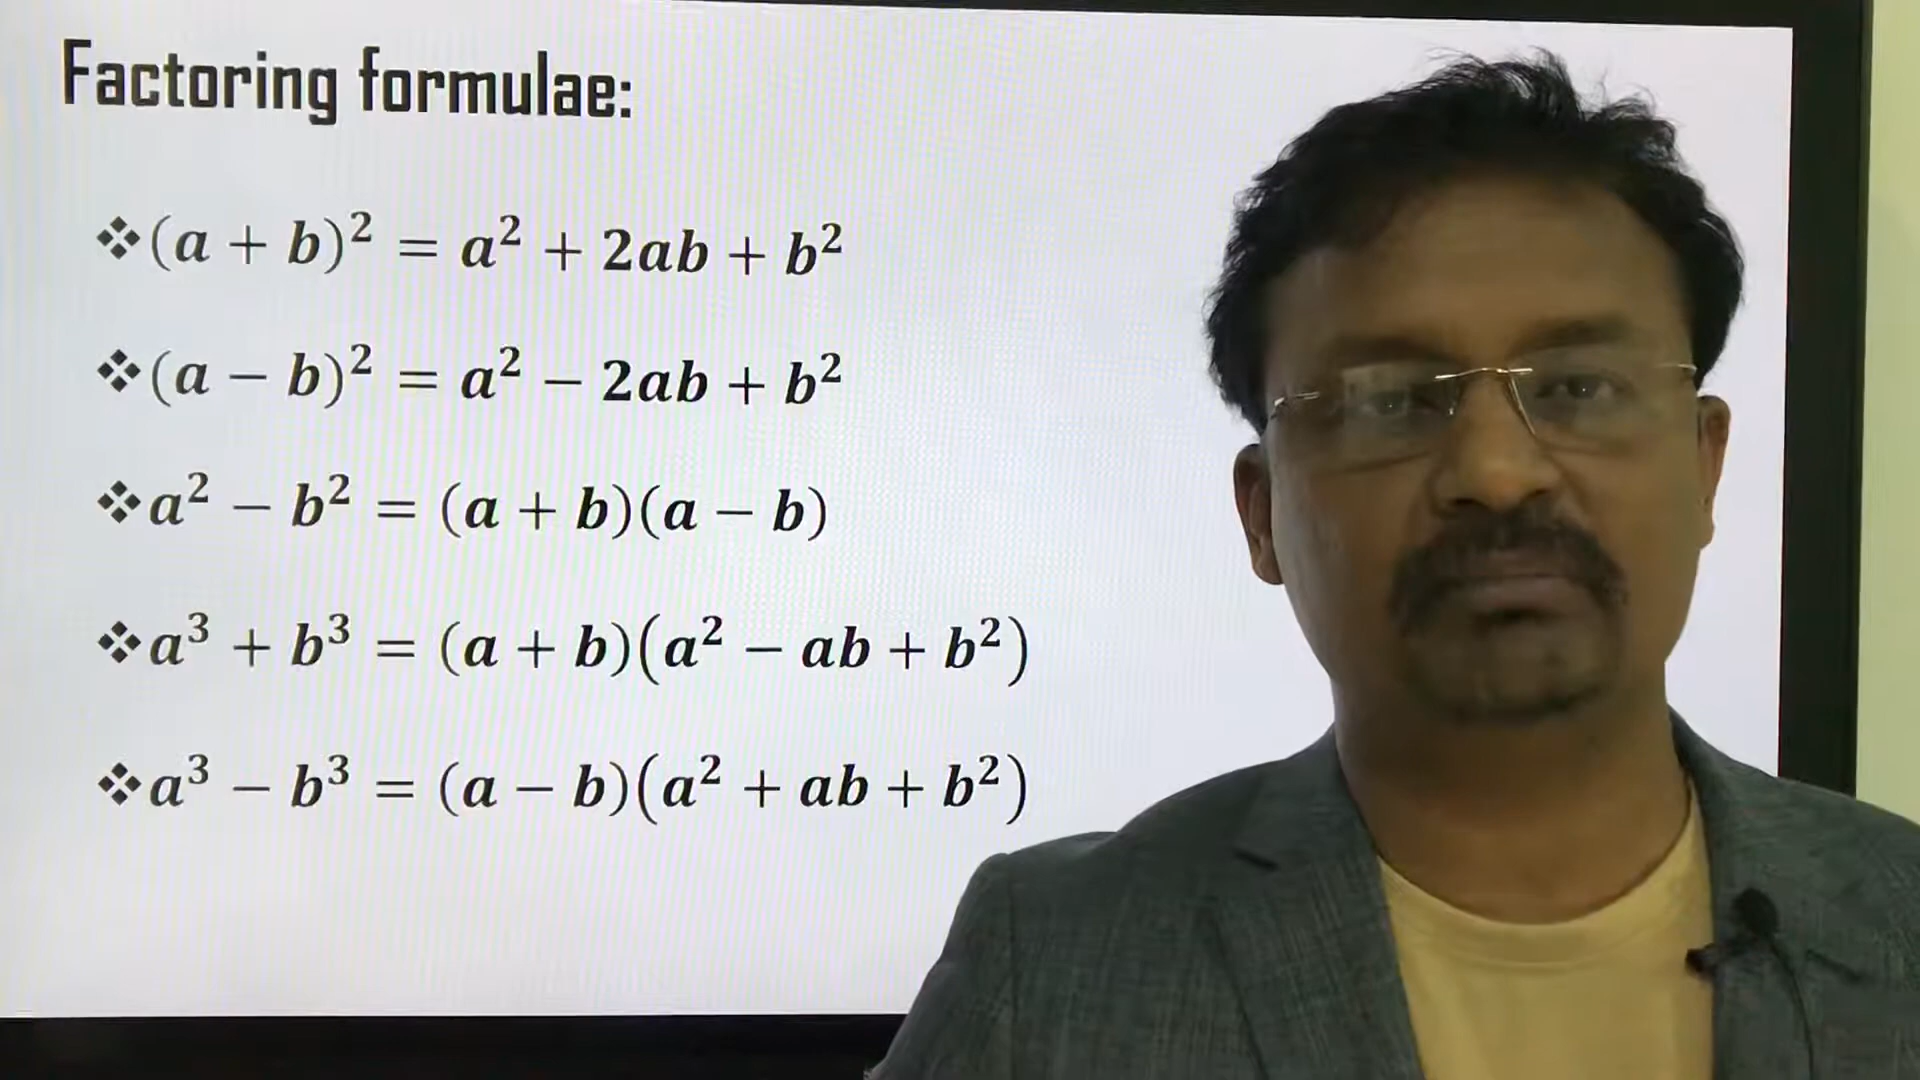 Factoring formulae:
❖(a + b)² = a² + 2ab + b²
❖(a − b)² = a² − 2ab + b²
❖a² − b² = (a + b)(a − b)
❖a³ + b³ = (a + b)(a² − ab + b²)
❖a³ − b³ = (a − b)(a² + ab + b²)